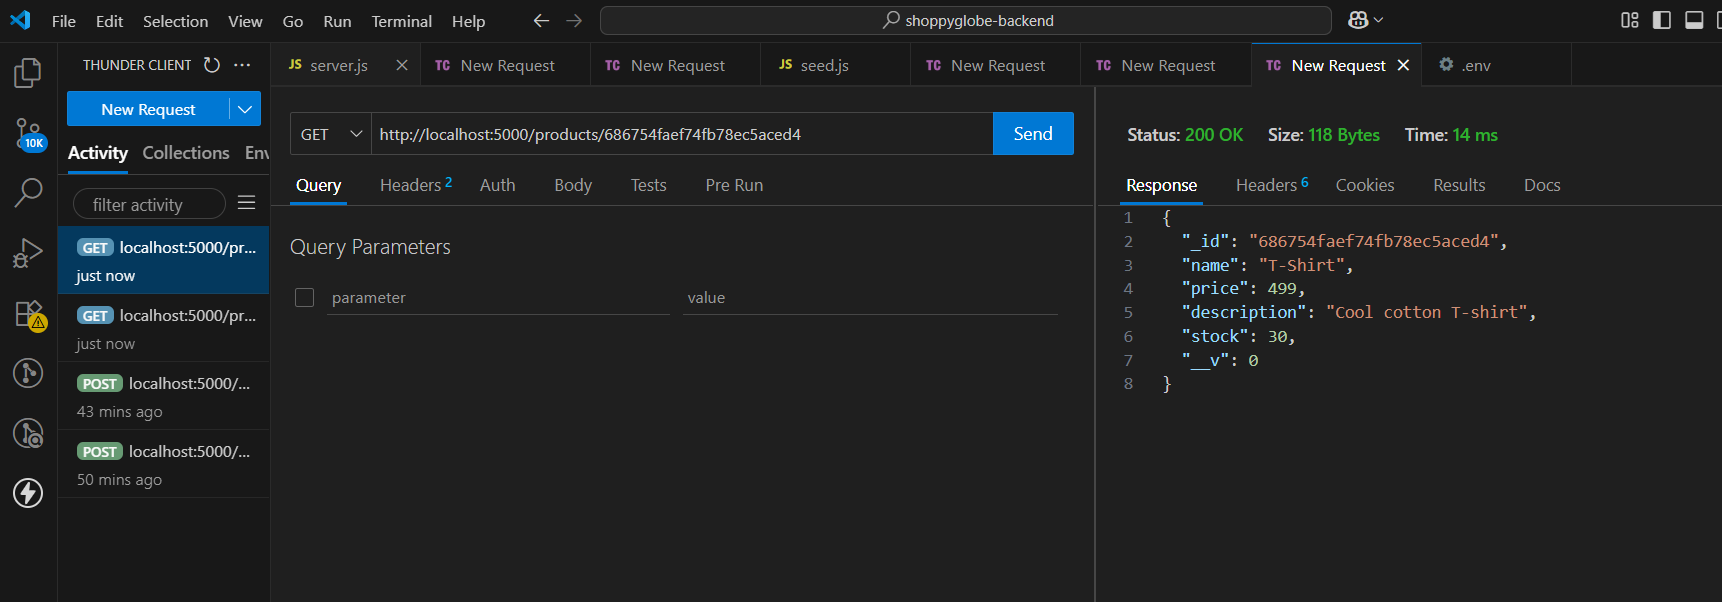 File Edit Selection View Go Run Terminal Help
shoppyglobe-backend
THUNDER CLIENT
New Request
Activity Collections Env
filter activity
GET localhost:5000/pr...
just now
GET localhost:5000/pr...
just now
POST localhost:5000/...
43 mins ago
POST localhost:5000/...
50 mins ago
10K
JS server.js TC New Request TC New Request JS seed.js TC New Request TC New Request TC New Request .env
GET http://localhost:5000/products/686754faef74fb78ec5aced4 Send
Query Headers 2 Auth Body Tests Pre Run
Query Parameters
parameter value
Status: 200 OK Size: 118 Bytes Time: 14 ms
Response Headers 6 Cookies Results Docs
1 {
2 "_id": "686754faef74fb78ec5aced4",
3 "name": "T-Shirt",
4 "price": 499,
5 "description": "Cool cotton T-shirt",
6 "stock": 30,
7 "__v": 0
8 }